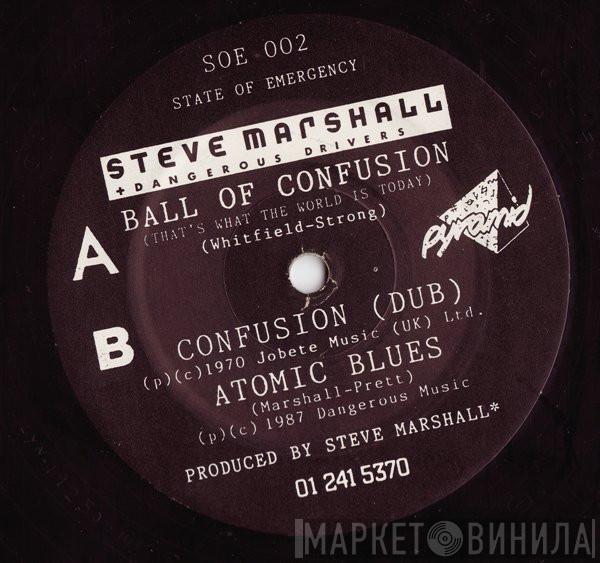 SOE 002
STATE OF EMERGENCY
STEVE MARSHALL
+DANGEROUS DRIVERS
A
BALL OF CONFUSION
(THAT'S WHAT THE WORLD IS TODAY)
(Whitfield-Strong)
pyramid
B
CONFUSION (DUB)
(p)(c)1970 Jobete Music (UK) Ltd.
ATOMIC BLUES
(Marshall-Prett)
(p)(c) 1987 Dangerous Music
PRODUCED BY STEVE MARSHALL*
01 241 5370
МАРКЕТ ВИНИЛА